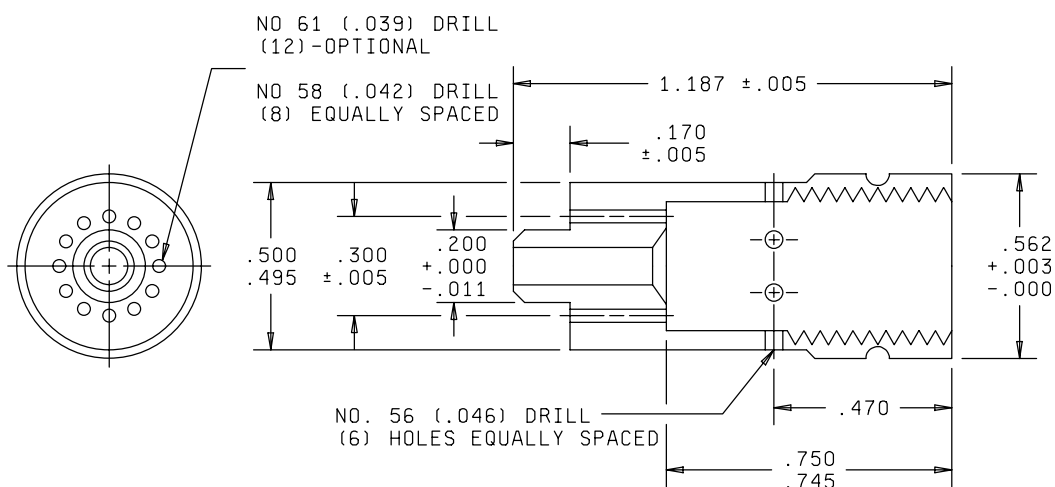 NO 61 (.039) DRILL
(12)-OPTIONAL
NO 58 (.042) DRILL
(8) EQUALLY SPACED
1.187 ±.005
.170
±.005
.500
.495
.300
±.005
.200
+.000
-.011
.562
+.003
-.000
NO. 56 (.046) DRILL
(6) HOLES EQUALLY SPACED
.470
.750
.745